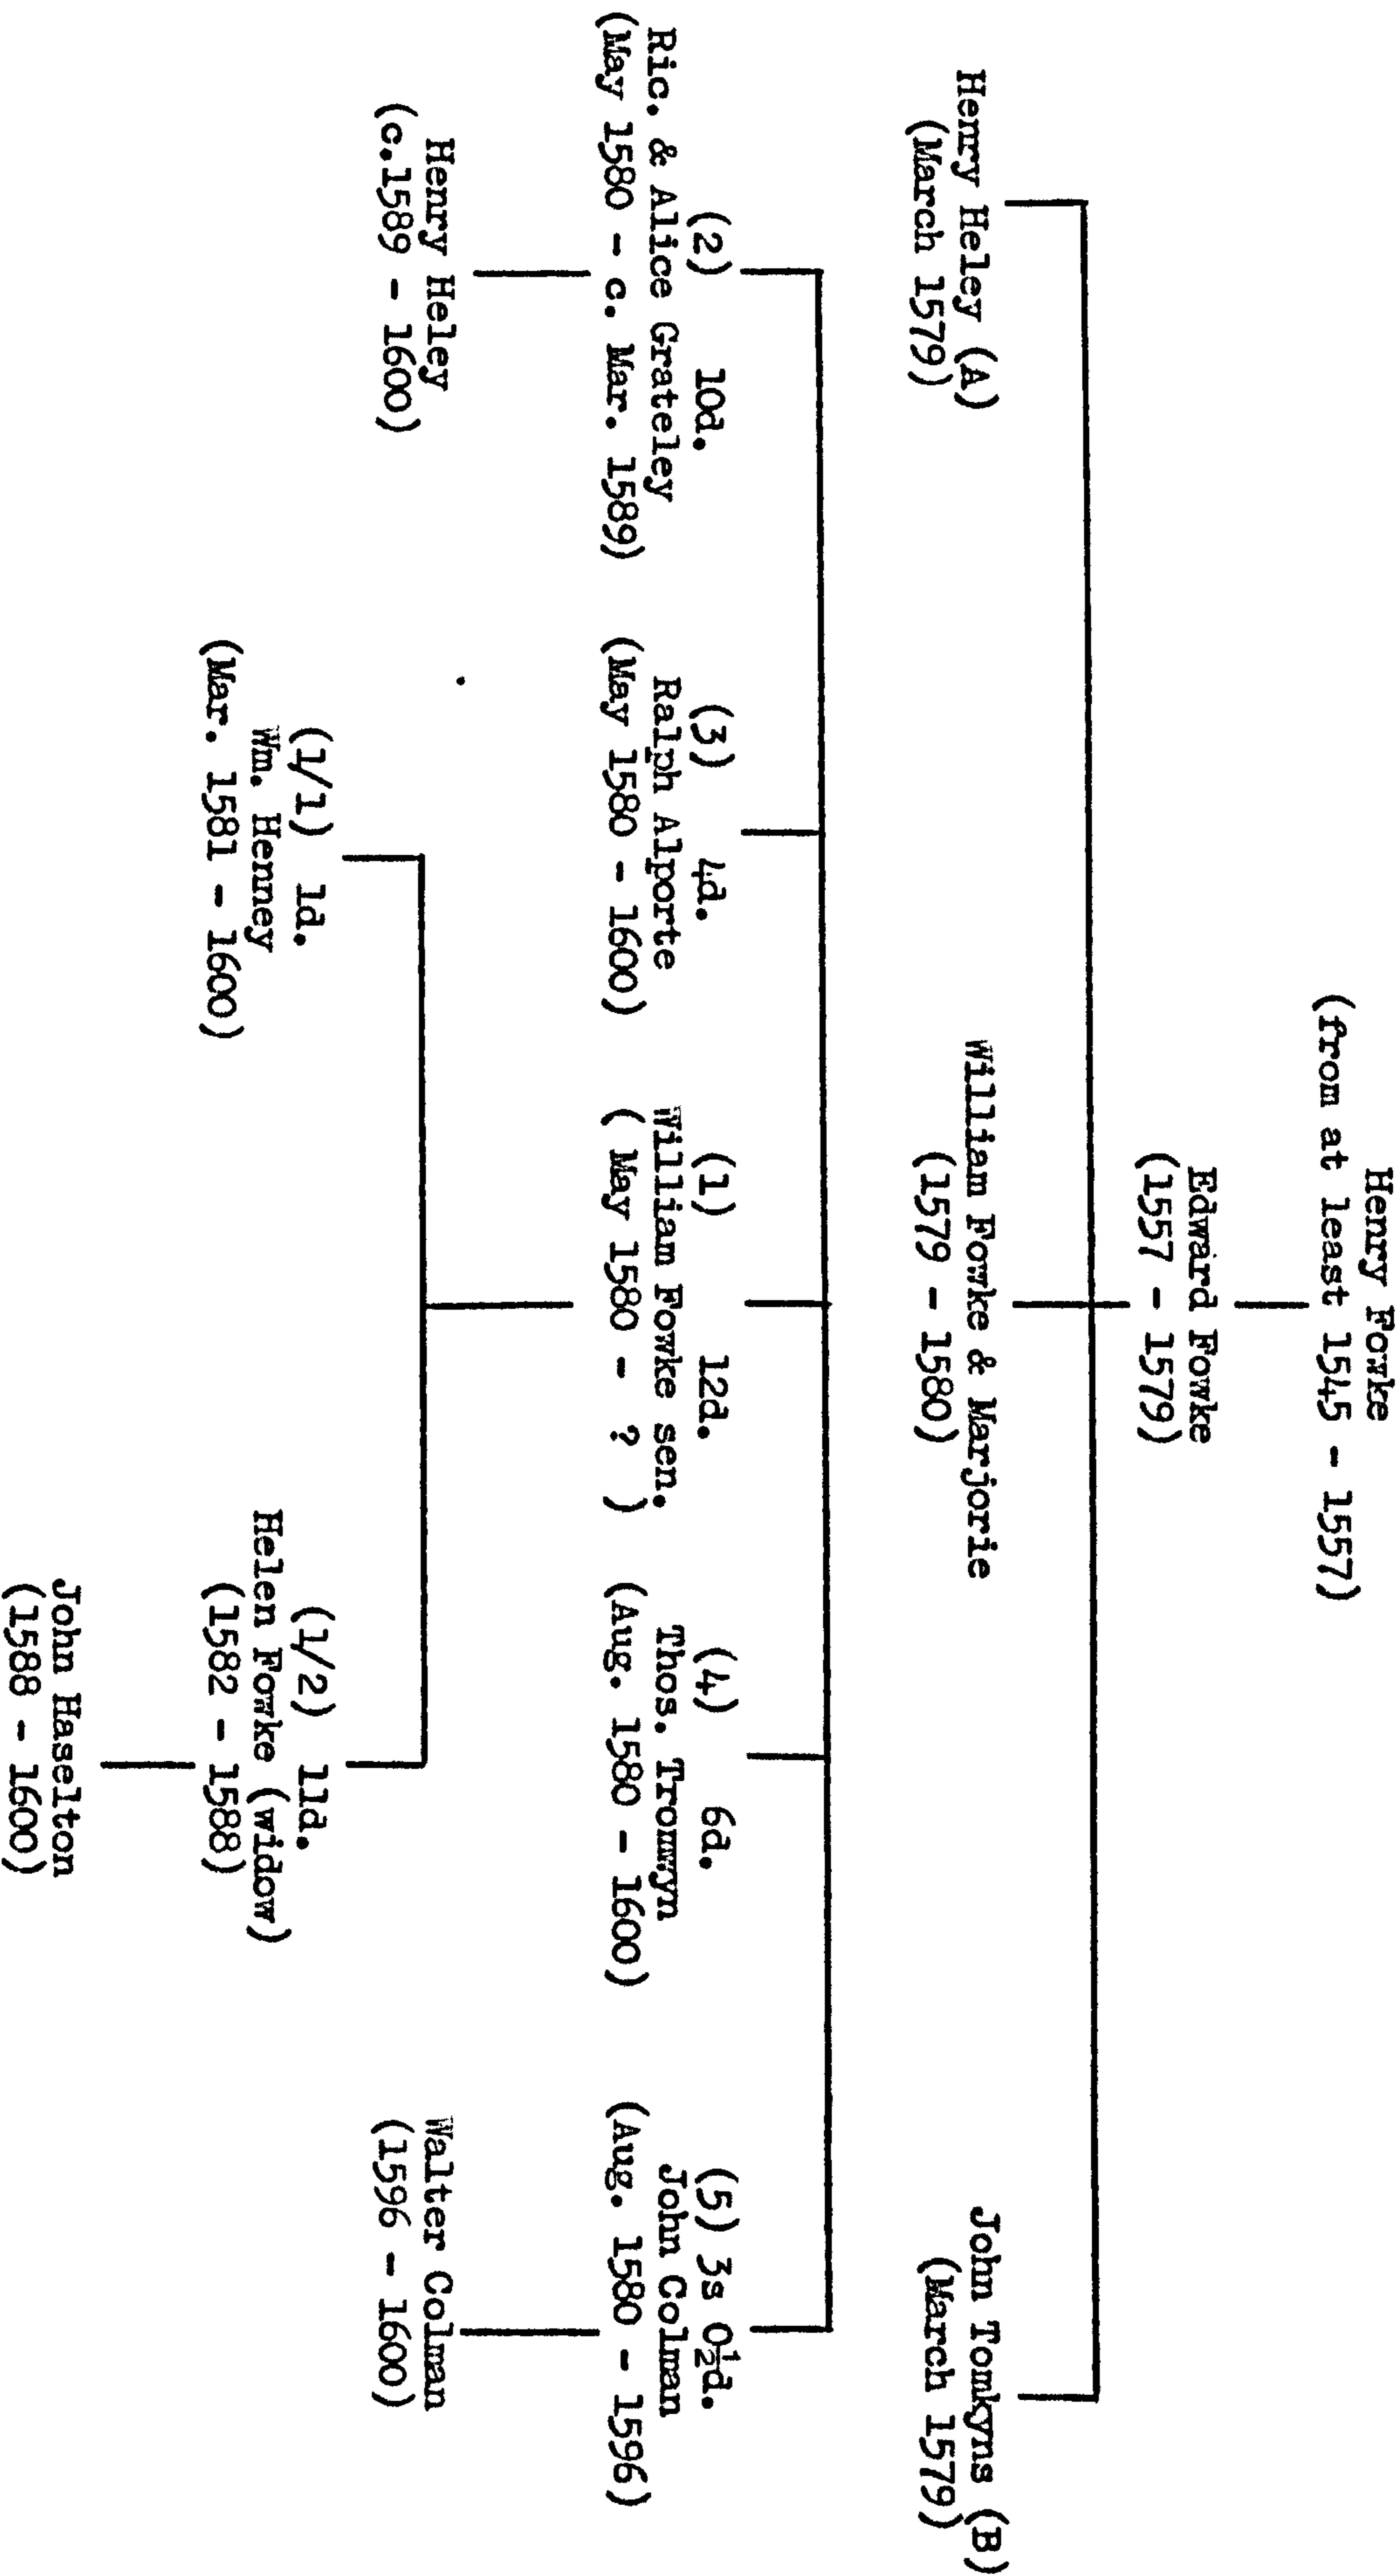 Henry Fowke
(from at least 1545 - 1557)
Edward Fowke
(1557 - 1579)
Henry Heley (A)
(March 1579)
William Fowke & Marjorie
(1579 - 1580)
John Tomkyns (B)
(March 1579)
(2) 10d.
Ric. & Alice Grateley
(May 1580 - c. Mar. 1589)
(3) 4d.
Ralph Alporte
(May 1580 - 1600)
(1) 12d.
William Fowke sen.
( May 1580 - ? )
(4) 6d.
Thos. Tromwyn
(Aug. 1580 - 1600)
(5) 3s 0½d.
John Colman
(Aug. 1580 - 1596)
Henry Heley
(c.1589 - 1600)
Walter Colman
(1596 - 1600)
(1/1) 1d.
Wm. Henney
(Mar. 1581 - 1600)
(1/2) 11d.
Helen Fowke (widow)
(1582 - 1588)
John Haselton
(1588 - 1600)